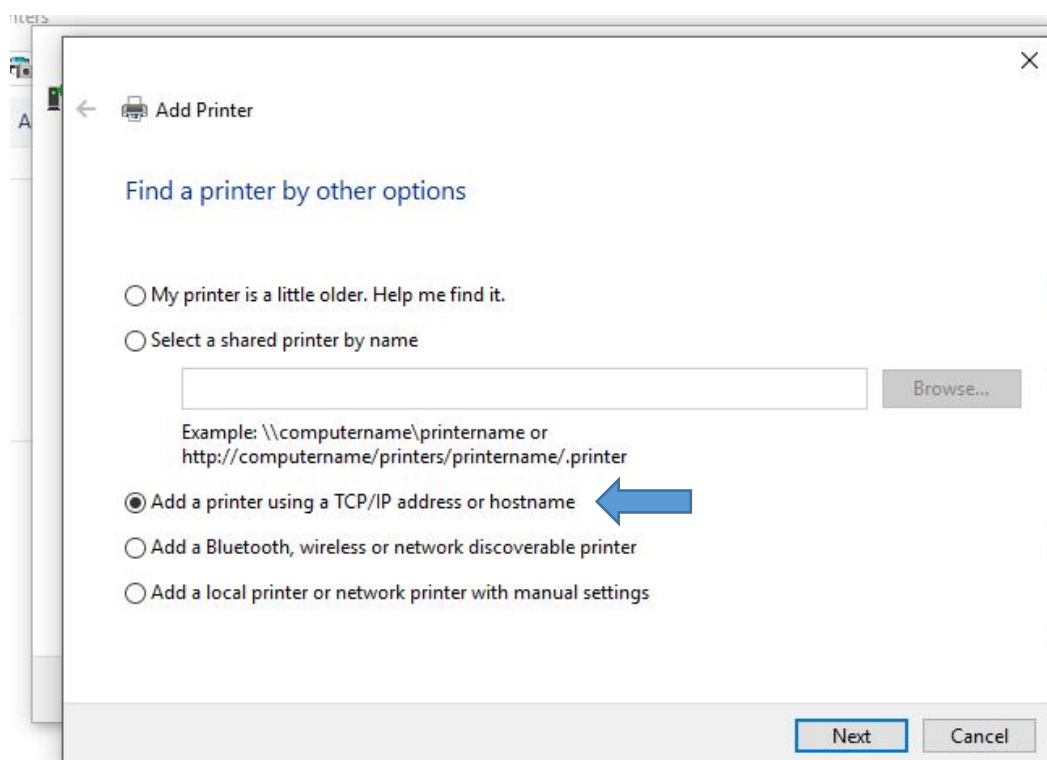 Add Printer
Find a printer by other options
My printer is a little older. Help me find it.
Select a shared printer by name
Browse...
Example: \\computername\printername or
http://computername/printers/printername/.printer
Add a printer using a TCP/IP address or hostname
Add a Bluetooth, wireless or network discoverable printer
Add a local printer or network printer with manual settings
Next
Cancel